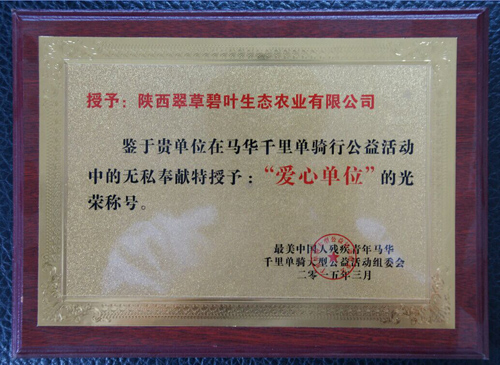 授予：陕西翠草碧叶生态农业有限公司
鉴于贵单位在马华千里单骑行公益活动
中的无私奉献特授予：“爱心单位”的光
荣称号。
最美中国人残疾青年马华
千里单骑大型公益活动组委会
二零一五年三月